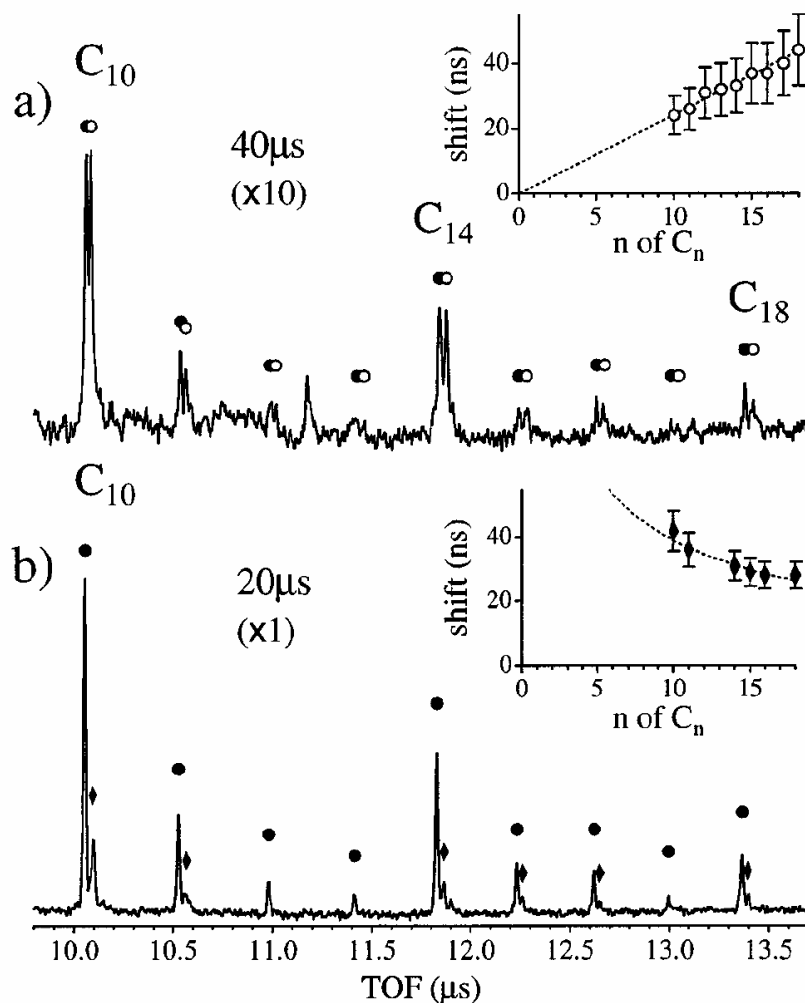 a)
C₁₀
40μs
(x10)
C₁₄
C₁₈
shift (ns)
40
20
0
0 5 10 15
n of Cₙ
b)
C₁₀
20μs
(x1)
shift (ns)
40
20
0
0 5 10 15
n of Cₙ
10.0 10.5 11.0 11.5 12.0 12.5 13.0 13.5
TOF (μs)